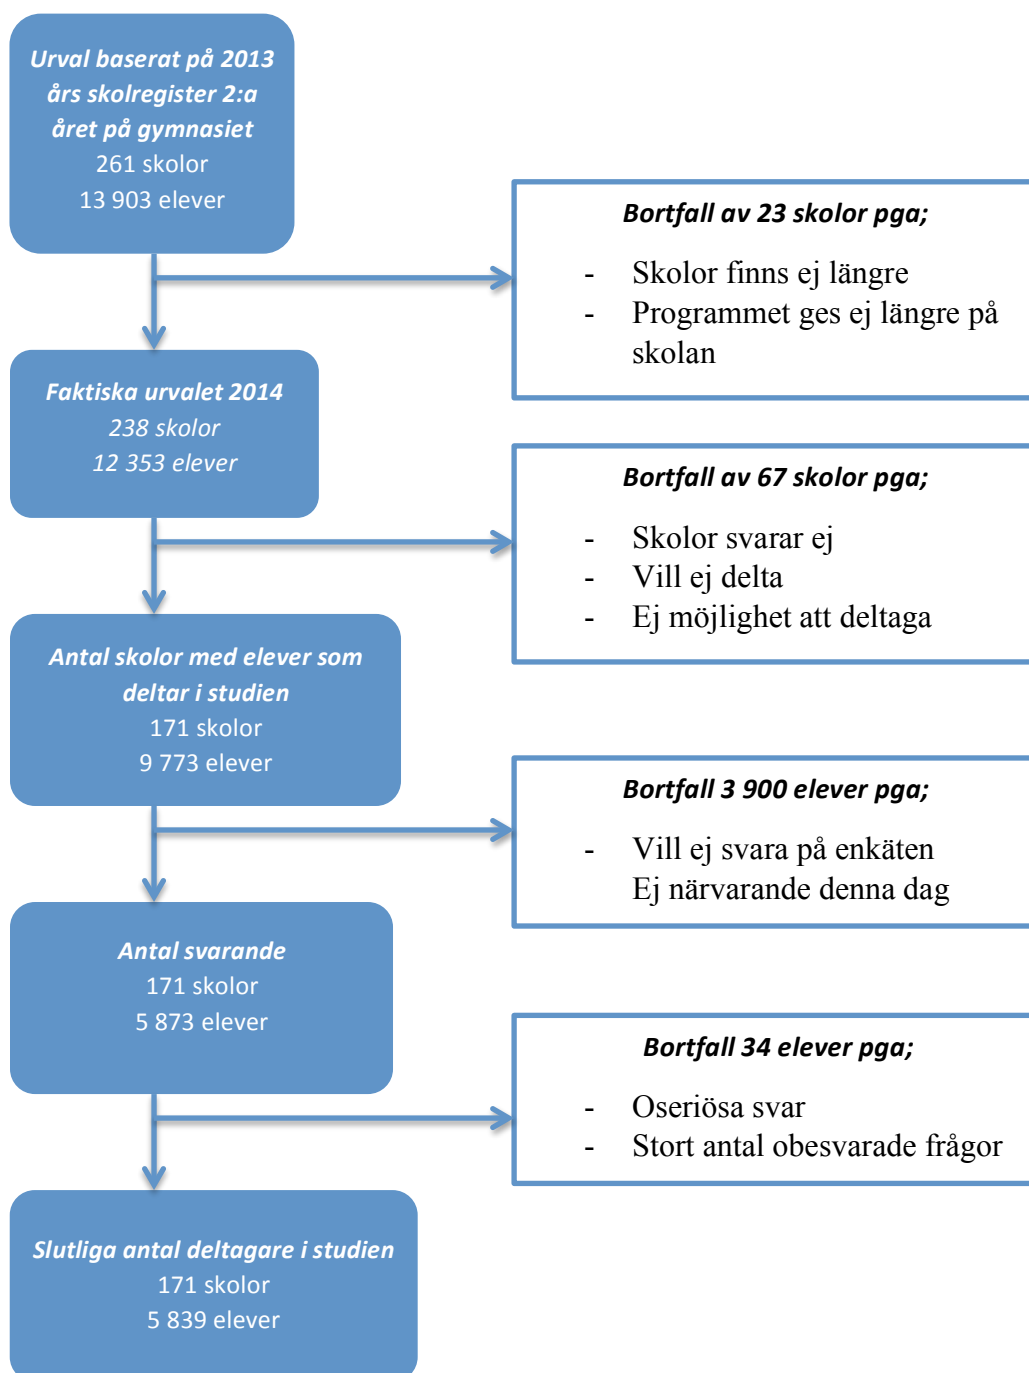 Urval baserat på 2013
års skolregister 2:a
året på gymnasiet
261 skolor
13 903 elever
Bortfall av 23 skolor pga;
- Skolor finns ej längre
- Programmet ges ej längre på
skolan
Faktiska urvalet 2014
238 skolor
12 353 elever
Bortfall av 67 skolor pga;
- Skolor svarar ej
- Vill ej delta
- Ej möjlighet att deltaga
Antal skolor med elever som
deltar i studien
171 skolor
9 773 elever
Bortfall 3 900 elever pga;
- Vill ej svara på enkäten
Ej närvarande denna dag
Antal svarande
171 skolor
5 873 elever
Bortfall 34 elever pga;
- Oseriösa svar
- Stort antal obesvarade frågor
Slutliga antal deltagare i studien
171 skolor
5 839 elever